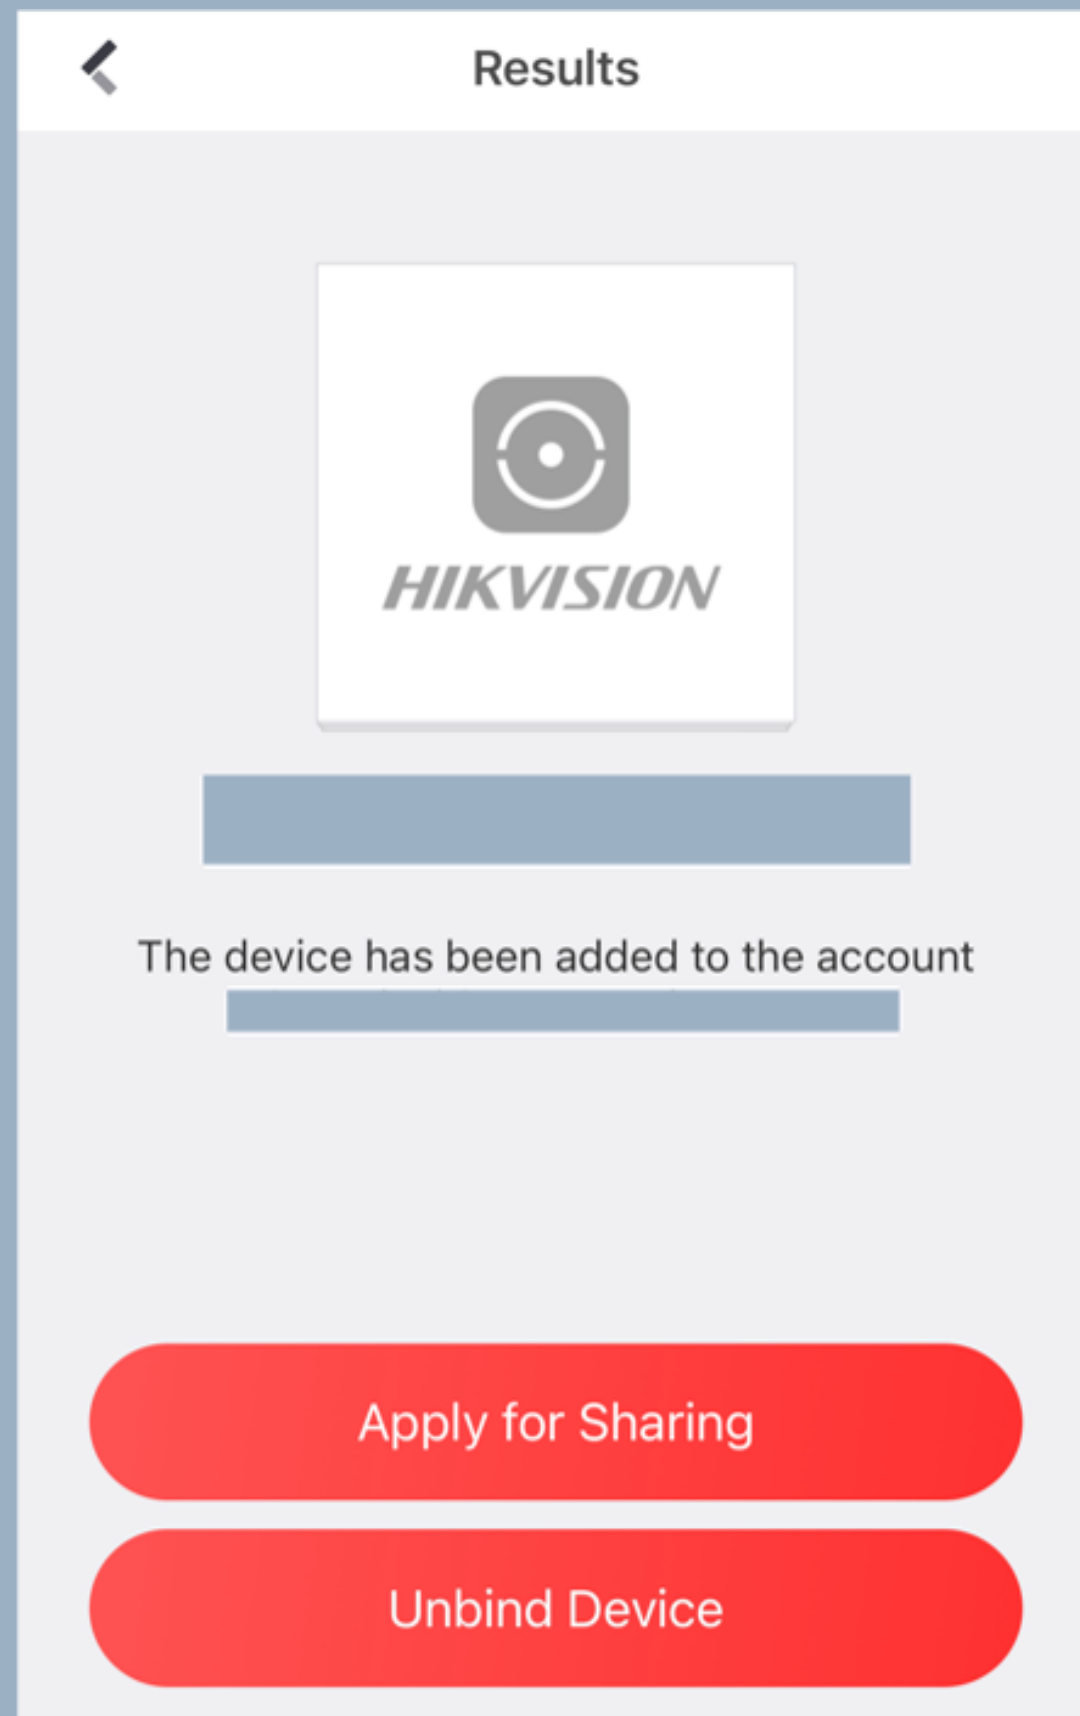 Results
HIKVISION
The device has been added to the account
Apply for Sharing
Unbind Device